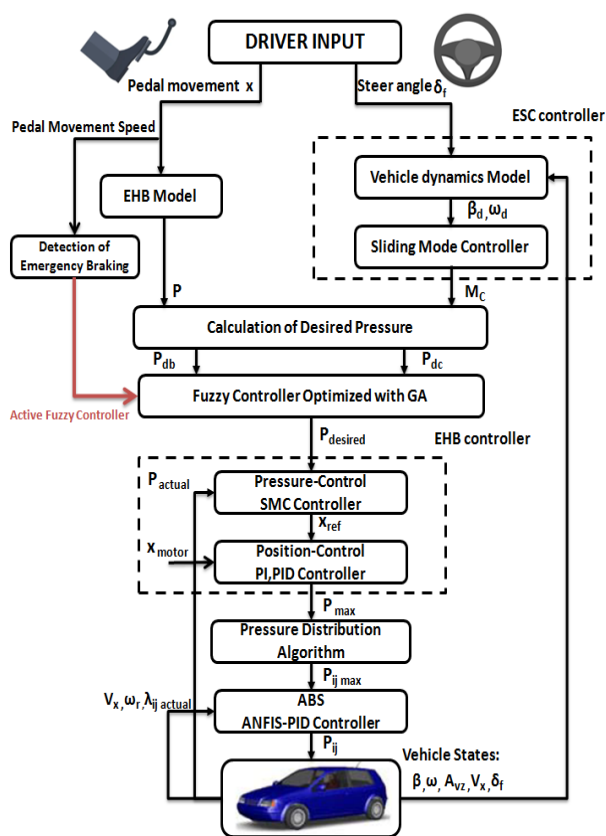 DRIVER INPUT
Pedal movement x
Steer angle δf
ESC controller
Pedal Movement Speed
Vehicle dynamics Model
EHB Model
βd,ωd
Detection of
Emergency Braking
Sliding Mode Controller
P
MC
Calculation of Desired Pressure
Pdb
Pdc
Fuzzy Controller Optimized with GA
Active Fuzzy Controller
Pdesired
EHB controller
Pactual
Pressure-Control
SMC Controller
xref
xmotor
Position-Control
PI,PID Controller
Pmax
Pressure Distribution
Algorithm
Pij max
Vx,ωr,λij actual
ABS
ANFIS-PID Controller
Pij
Vehicle States:
β,ω,Avz,Vx,δf